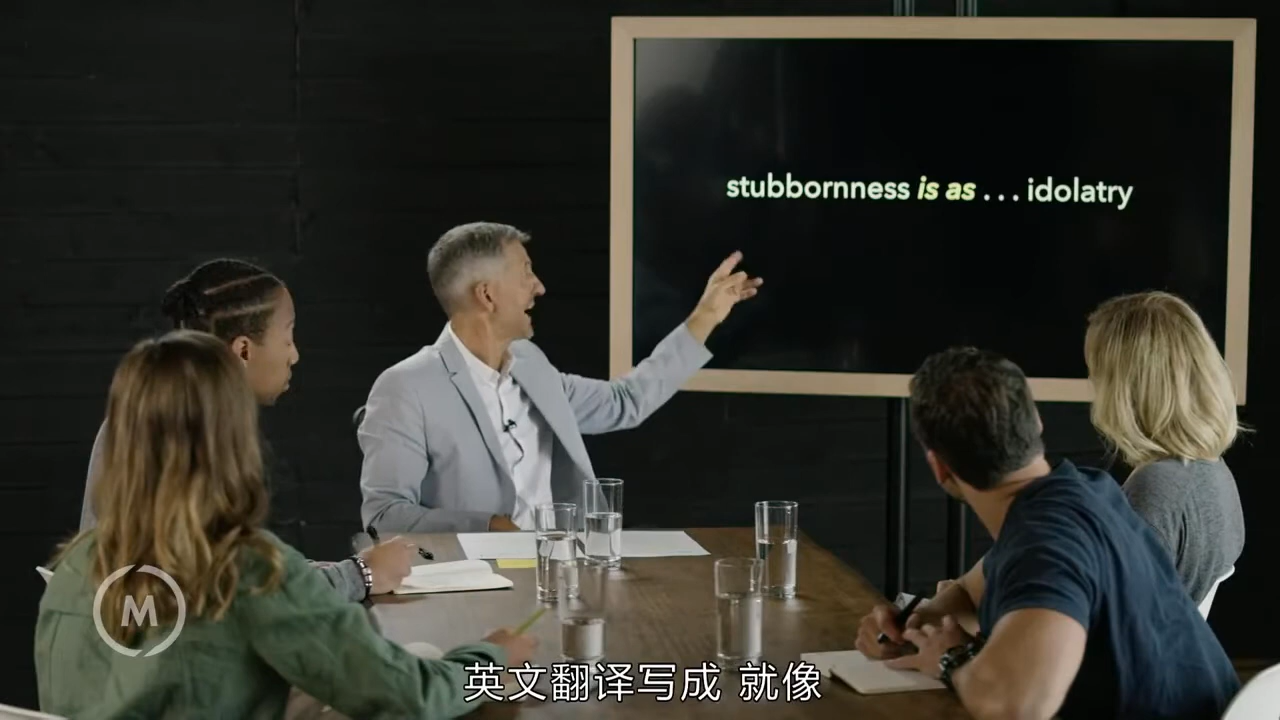 stubbornness is as . . . idolatry
M
英文翻译写成 就像